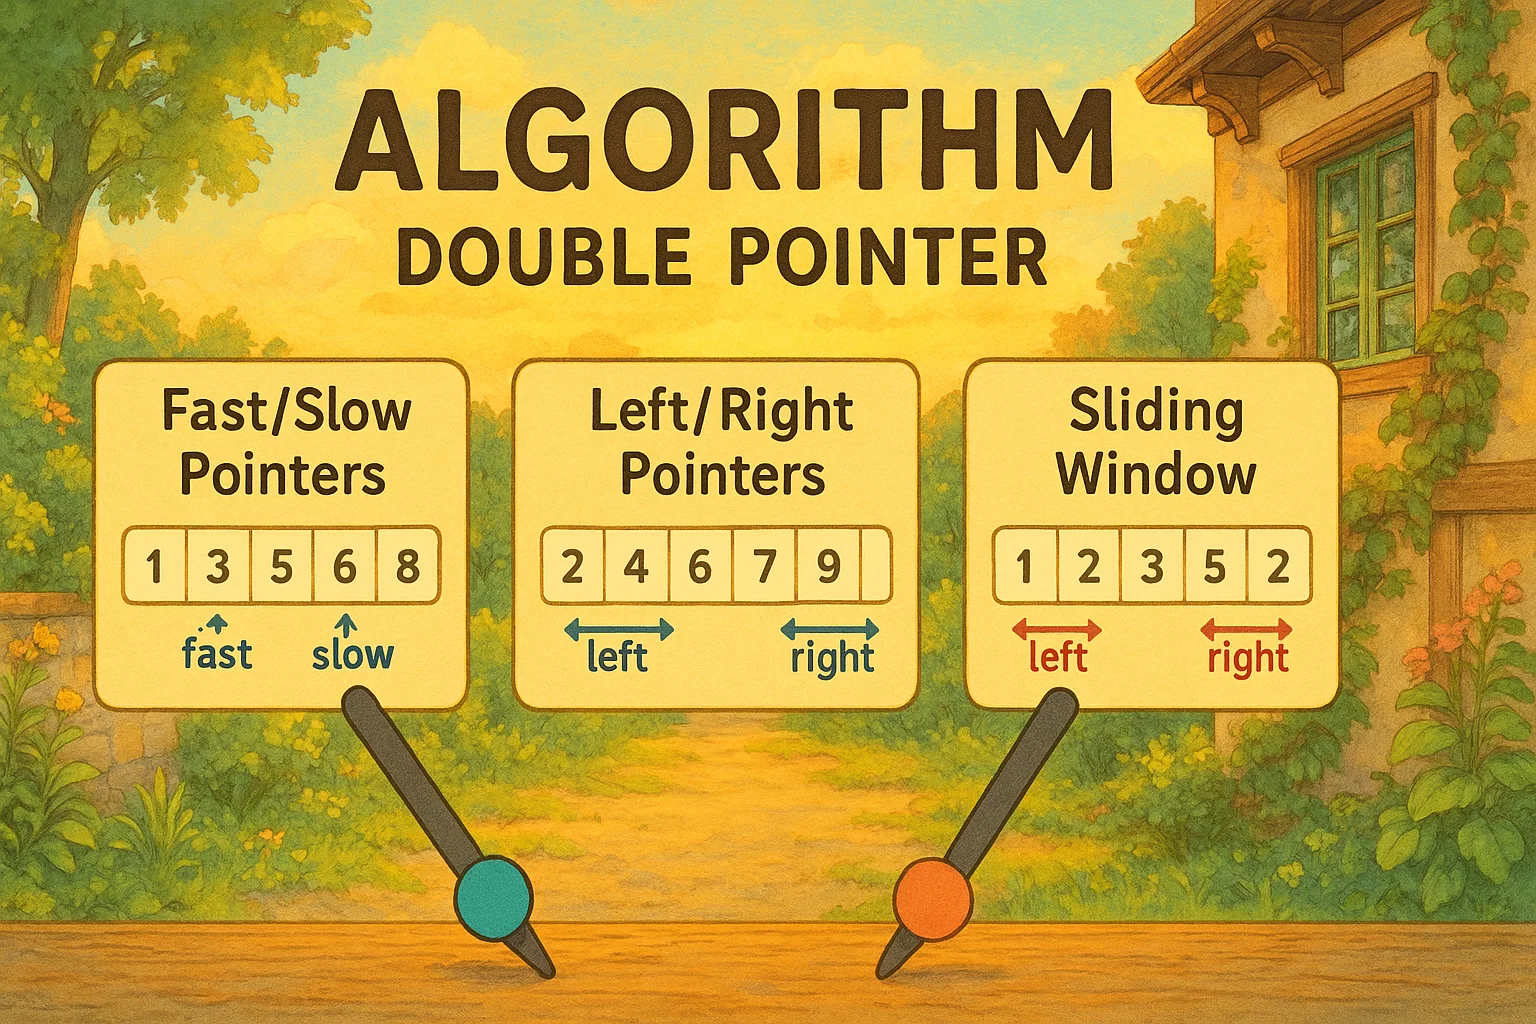 ALGORITHM
DOUBLE POINTER
Fast/Slow
Pointers
1 3 5 6 8
fast slow
Left/Right
Pointers
2 4 6 7 9
left right
Sliding
Window
1 2 3 5 2
left right